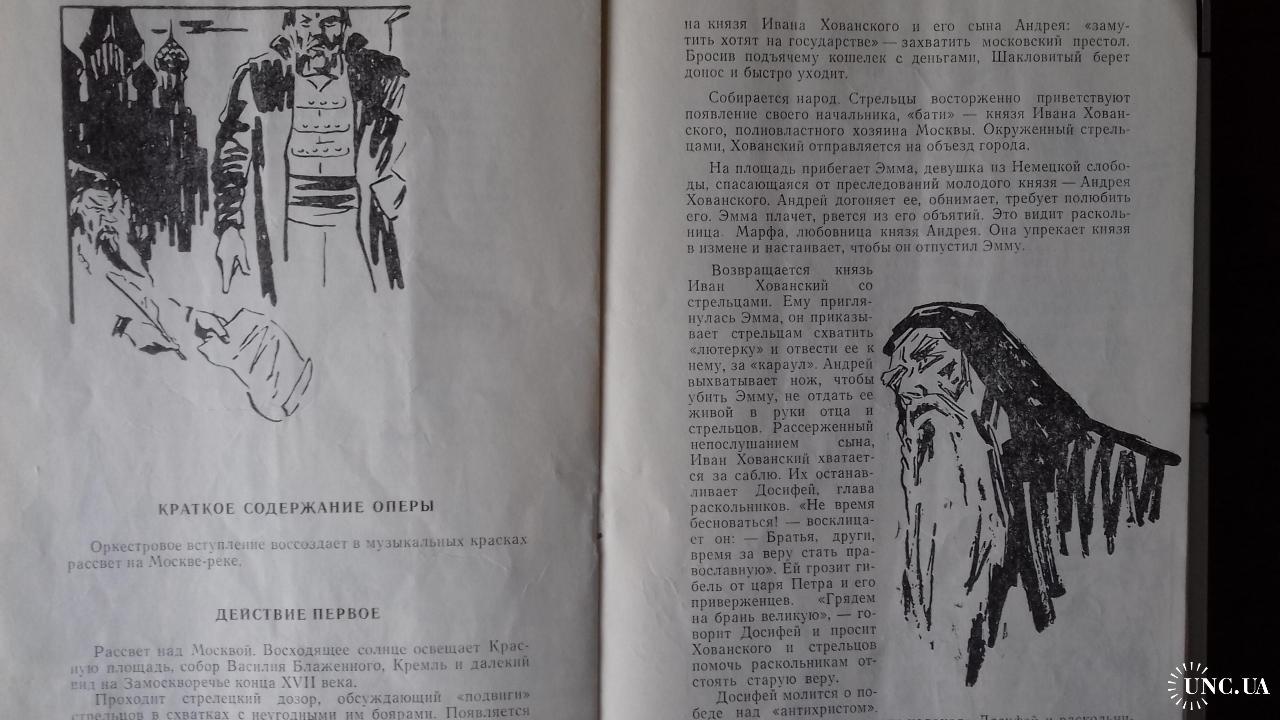 КРАТКОЕ СОДЕРЖАНИЕ ОПЕРЫ
Оркестровое вступление воссоздает в музыкальных красках
рассвет на Москве-реке.
ДЕЙСТВИЕ ПЕРВОЕ
Рассвет над Москвой. Восходящее солнце освещает Крас-
ную площадь, собор Василия Блаженного, Кремль и далекий
вид на Замоскворечье конца XVII века.
Проходит стрелецкий дозор, обсуждающий «подвиги»
стрельцов в схватках с неугодными им боярами. Появляется
на князя Ивана Хованского и его сына Андрея: «заму-
тить хотят на государстве» — захватить московский престол.
Бросив подъячему кошелек с деньгами, Шакловитый берет
донос и быстро уходит.
Собирается народ. Стрельцы восторженно приветствуют
появление своего начальника, «бати» — князя Ивана Хован-
ского, полновластного хозяина Москвы. Окруженный стрель-
цами, Хованский отправляется на объезд города.
На площадь прибегает Эмма, девушка из Немецкой слобо-
ды, спасающаяся от преследований молодого князя — Андрея
Хованского. Андрей догоняет ее, обнимает, требует полюбить
его. Эмма плачет, рвется из его объятий. Это видит расколь-
ница Марфа, любовница князя Андрея. Она упрекает князя
в измене и настаивает, чтобы он отпустил Эмму.
Возвращается князь
Иван Хованский со
стрельцами. Ему пригля-
нулась Эмма, он приказы-
вает стрельцам схватить
«лютерку» и отвести ее к
нему, за «караул». Андрей
выхватывает нож, чтобы
убить Эмму, не отдать ее
живой в руки отца и
стрельцов. Рассерженный
непослушанием сына,
Иван Хованский хватает-
ся за саблю. Их останав-
ливает Досифей, глава
раскольников. «Не время
бесноваться! — восклица-
ет он: — Братья, други,
время за веру стать пра-
вославную». Ей грозит ги-
бель от царя Петра и его
приверженцев. «Грядем
на брань великую», — го-
ворит Досифей и просит
Хованского и стрельцов
помочь раскольникам от-
стоять старую веру.
Досифей молится о по-
беде над «антихристом».
UNC.UA